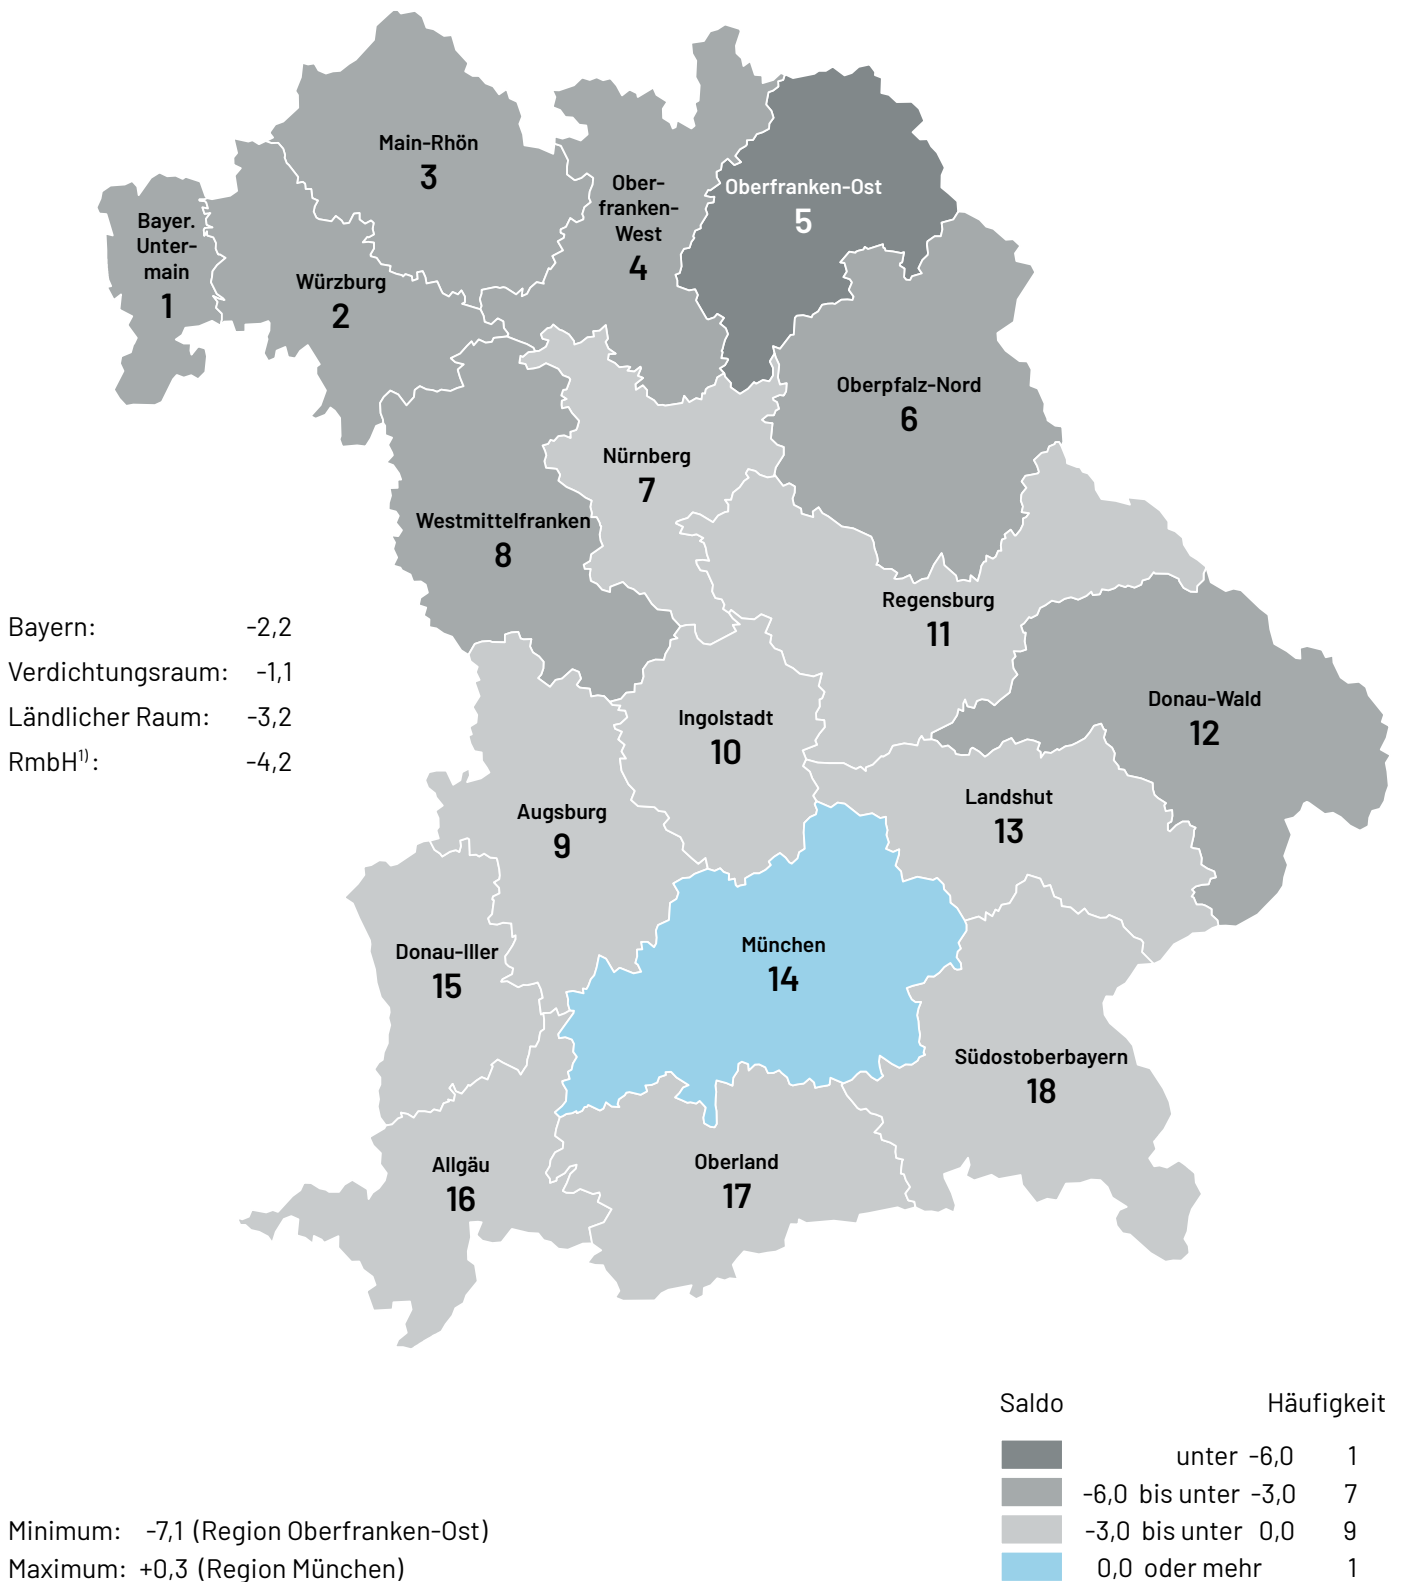 Main-Rhön
3
Ober-
franken-
West
4
Oberfranken-Ost
5
Bayer.
Unter-
main
1
Würzburg
2
Oberpfalz-Nord
6
Nürnberg
7
Westmittelfranken
8
Regensburg
11
Bayern: -2,2
Verdichtungsraum: -1,1
Ländlicher Raum: -3,2
RmbH1): -4,2
Donau-Wald
12
Ingolstadt
10
Landshut
13
Augsburg
9
München
14
Donau-Iller
15
Südostoberbayern
18
Allgäu
16
Oberland
17
Saldo Häufigkeit
unter -6,0 1
-6,0 bis unter -3,0 7
-3,0 bis unter 0,0 9
0,0 oder mehr 1
Minimum: -7,1 (Region Oberfranken-Ost)
Maximum: +0,3 (Region München)